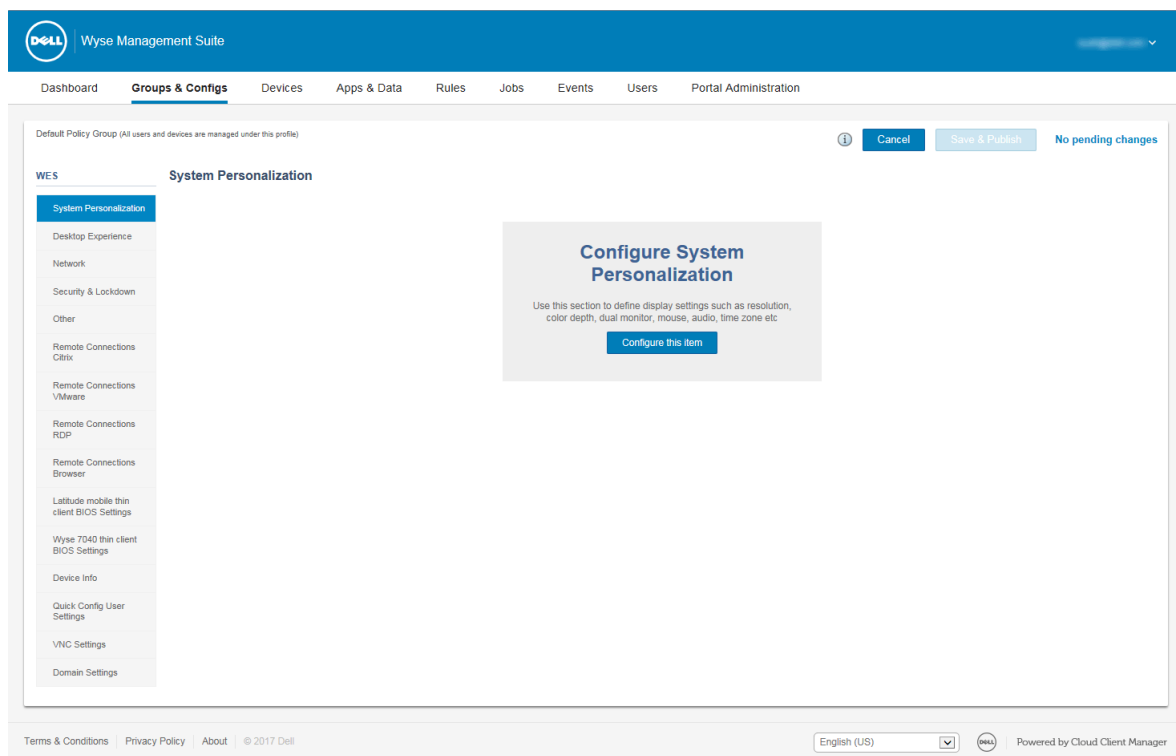 DELL
Wyse Management Suite
Dashboard
Groups & Configs
Devices
Apps & Data
Rules
Jobs
Events
Users
Portal Administration
Default Policy Group (All users and devices are managed under this profile)
i
Cancel
Save & Publish
No pending changes
WES
System Personalization
Desktop Experience
Network
Security & Lockdown
Other
Remote Connections
Citrix
Remote Connections
VMware
Remote Connections
RDP
Remote Connections
Browser
Latitude mobile thin
client BIOS Settings
Wyse 7040 thin client
BIOS Settings
Device Info
Quick Config User
Settings
VNC Settings
Domain Settings
System Personalization
Configure System
Personalization
Use this section to define display settings such as resolution,
color depth, dual monitor, mouse, audio, time zone etc
Configure this item
Terms & Conditions
Privacy Policy
About
© 2017 Dell
English (US)
DELL
Powered by Cloud Client Manager